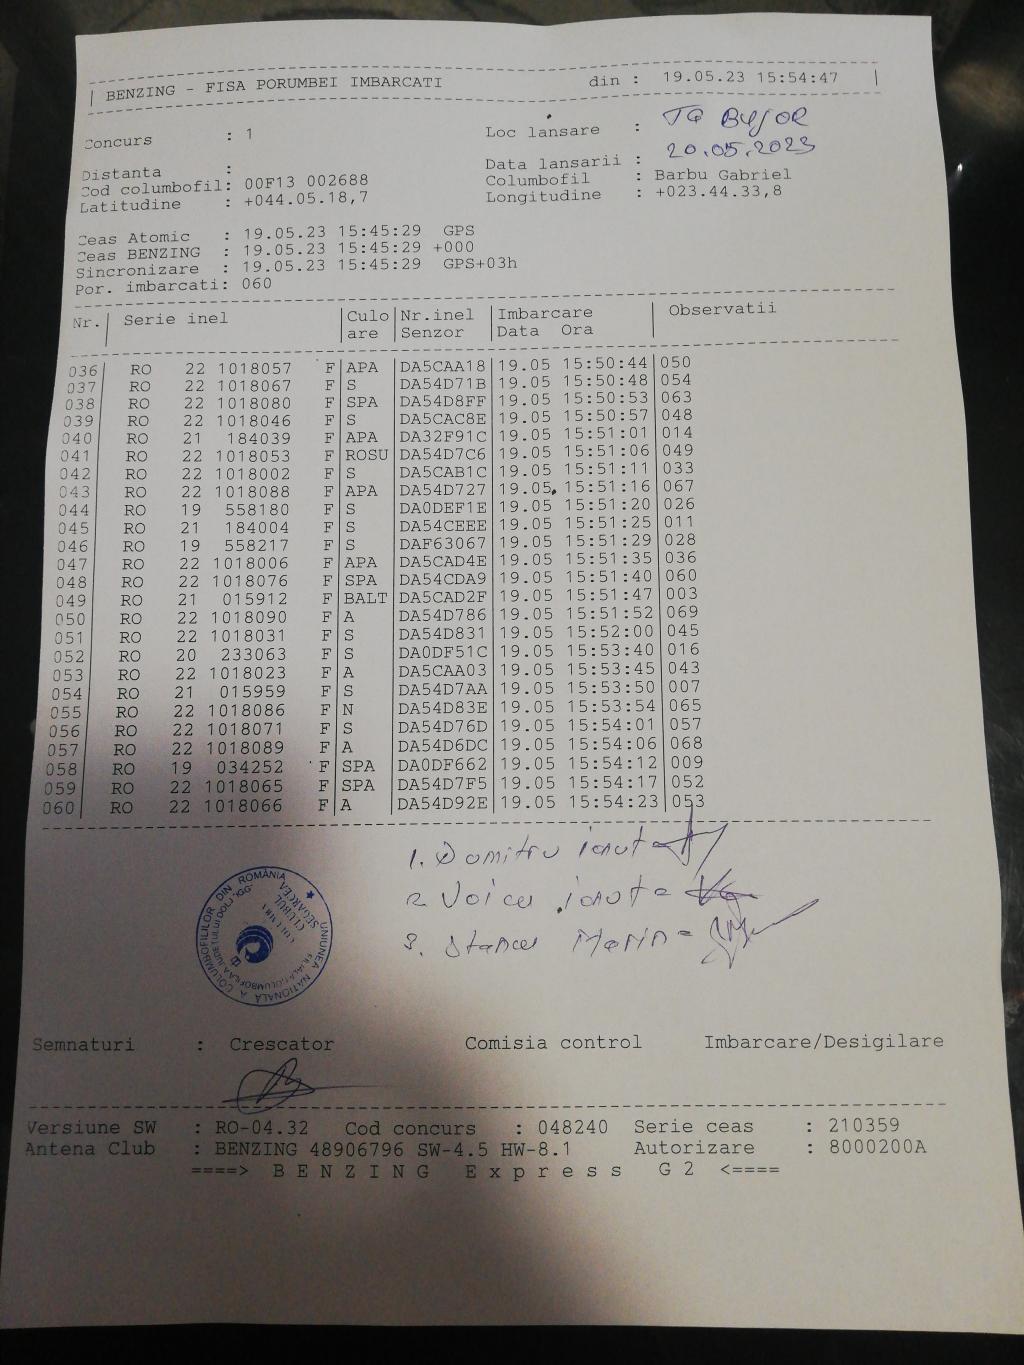 BENZING - FISA PORUMBEI IMBARCATI din : 19.05.23 15:54:47
Concurs : 1 Loc lansare : TG BUJOR
Distanta : Data lansarii : 20.05.2023
Cod columbofil: 00F13 002688 Columbofil : Barbu Gabriel
Latitudine : +044.05.18,7 Longitudine : +023.44.33,8
Ceas Atomic : 19.05.23 15:45:29 GPS
Ceas BENZING : 19.05.23 15:45:29 +000
Sincronizare : 19.05.23 15:45:29 GPS+03h
Por. imbarcati: 060
Nr. Serie inel Culo Nr.inel Imbarcare Observatii
are Senzor Data Ora
036 RO 22 1018057 F APA DA5CAA18 19.05 15:50:44 050
037 RO 22 1018067 F S DA54D71B 19.05 15:50:48 054
038 RO 22 1018080 F SPA DA54D8FF 19.05 15:50:53 063
039 RO 22 1018046 F S DA5CAC8E 19.05 15:50:57 048
040 RO 21 184039 F APA DA32F91C 19.05 15:51:01 014
041 RO 22 1018053 F ROSU DA54D7C6 19.05 15:51:06 049
042 RO 22 1018002 F S DA5CAB1C 19.05 15:51:11 033
043 RO 22 1018088 F APA DA54D727 19.05 15:51:16 067
044 RO 19 558180 F S DA0DEF1E 19.05 15:51:20 026
045 RO 21 184004 F S DA54CEEE 19.05 15:51:25 011
046 RO 19 558217 F S DAF63067 19.05 15:51:29 028
047 RO 22 1018006 F APA DA5CAD4E 19.05 15:51:35 036
048 RO 22 1018076 F SPA DA54CDA9 19.05 15:51:40 060
049 RO 21 015912 F BALT DA5CAD2F 19.05 15:51:47 003
050 RO 22 1018090 F A DA54D786 19.05 15:51:52 069
051 RO 22 1018031 F S DA54D831 19.05 15:52:00 045
052 RO 20 233063 F S DA0DF51C 19.05 15:53:40 016
053 RO 22 1018023 F A DA5CAA03 19.05 15:53:45 043
054 RO 21 015959 F S DA54D7AA 19.05 15:53:50 007
055 RO 22 1018086 F N DA54D83E 19.05 15:53:54 065
056 RO 22 1018071 F S DA54D76D 19.05 15:54:01 057
057 RO 22 1018089 F A DA54D6DC 19.05 15:54:06 068
058 RO 19 034252 F SPA DA0DF662 19.05 15:54:12 009
059 RO 22 1018065 F SPA DA54D7F5 19.05 15:54:17 052
060 RO 22 1018066 F A DA54D92E 19.05 15:54:23 053
1. Dumitru ionut
2 Voicu ionut
3. Stancu Marin
UNIUNEA NATIONALĂ A COLUMBOFILILOR DIN ROMÂNIA
CLUBUL
SEGARCEA
Semnaturi : Crescator Comisia control Imbarcare/Desigilare
Versiune SW : RO-04.32 Cod concurs : 048240 Serie ceas : 210359
Antena Club : BENZING 48906796 SW-4.5 HW-8.1 Autorizare : 8000200A
====> B E N Z I N G E x p r e s s G 2 <====